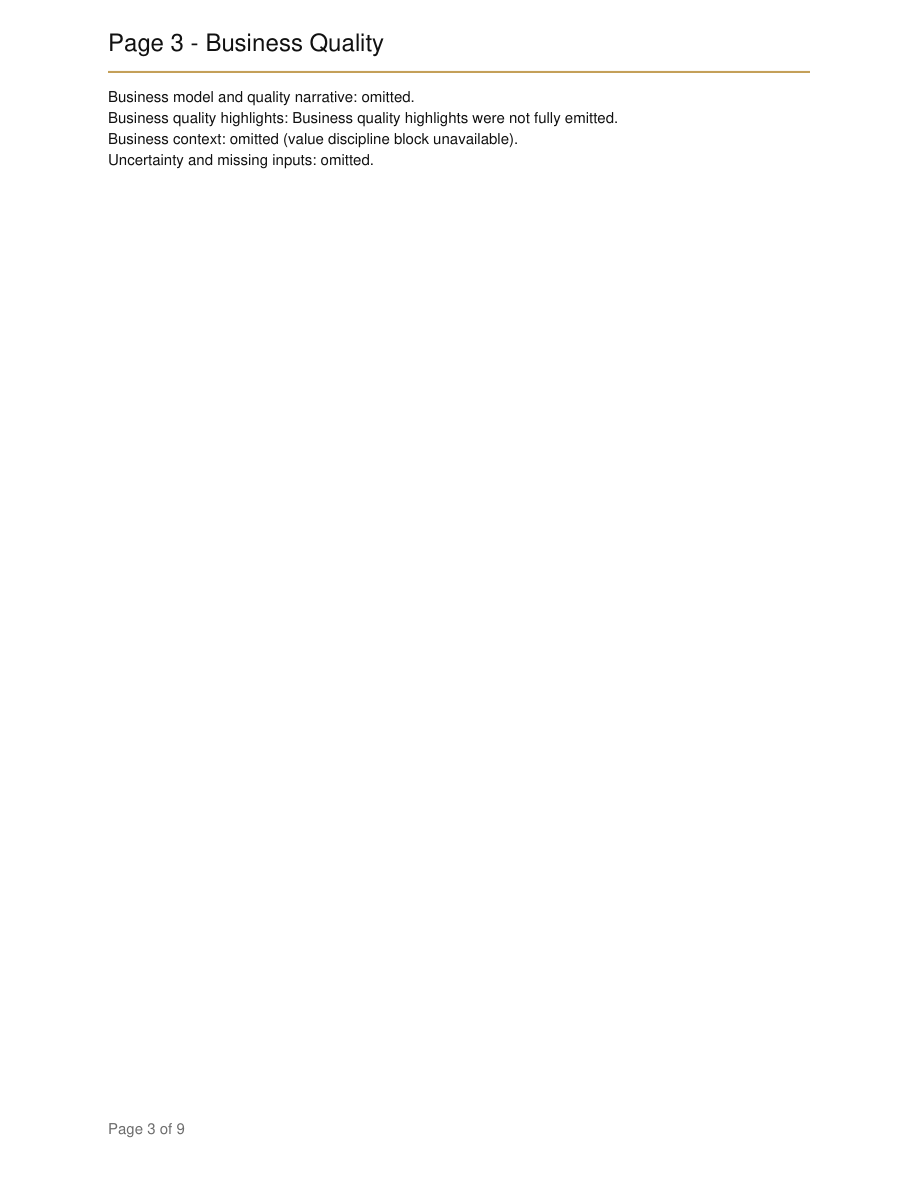 Page 3 - Business Quality
Business model and quality narrative: omitted.
Business quality highlights: Business quality highlights were not fully emitted.
Business context: omitted (value discipline block unavailable).
Uncertainty and missing inputs: omitted.
Page 3 of 9